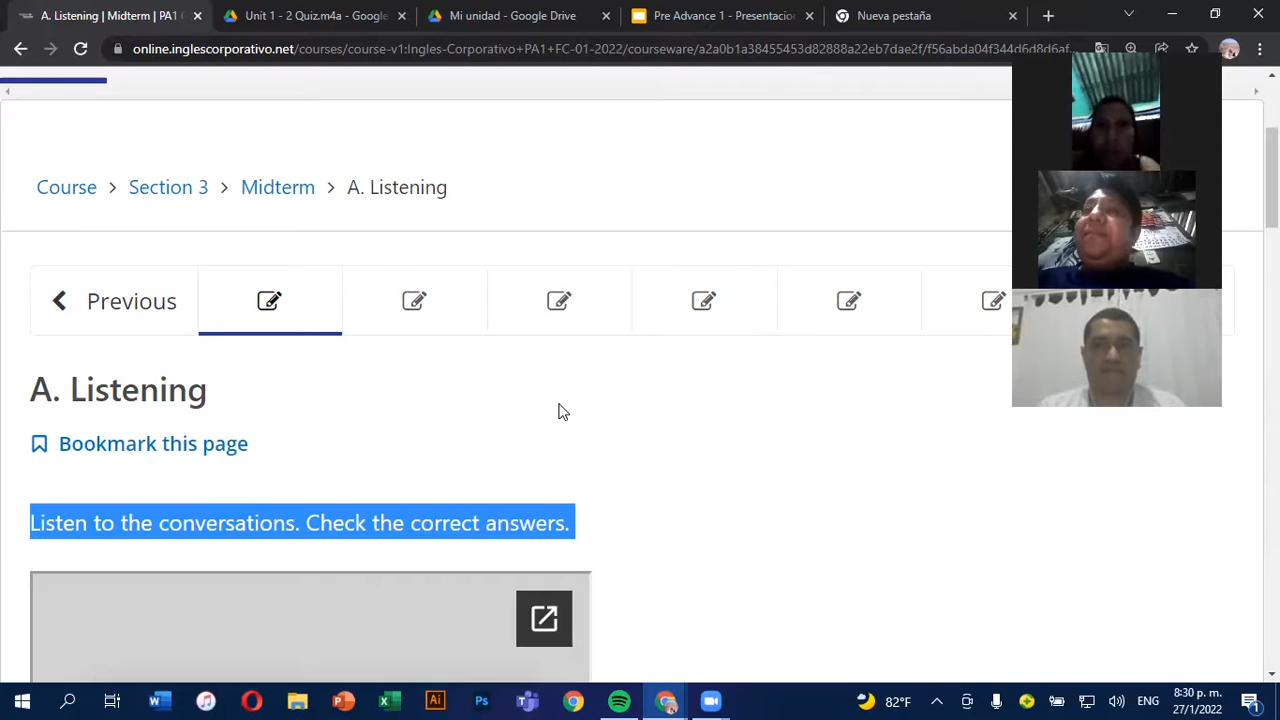 A. Listening | Midterm | PA1 (
Unit 1 - 2 Quiz.m4a - Google
Mi unidad - Google Drive
Pre Advance 1 - Presentacion
Nueva pestaña
online.inglescorporativo.net/courses/course-v1:Ingles-Corporativo+PA1+FC-01-2022/courseware/a2a0b1a38455453d82888a22eb7dae2f/f56abda04f344d6d8d6af
Course > Section 3 > Midterm > A. Listening
Previous
A. Listening
Bookmark this page
Listen to the conversations. Check the correct answers.
82°F
ENG
8:30 p. m.
27/1/2022